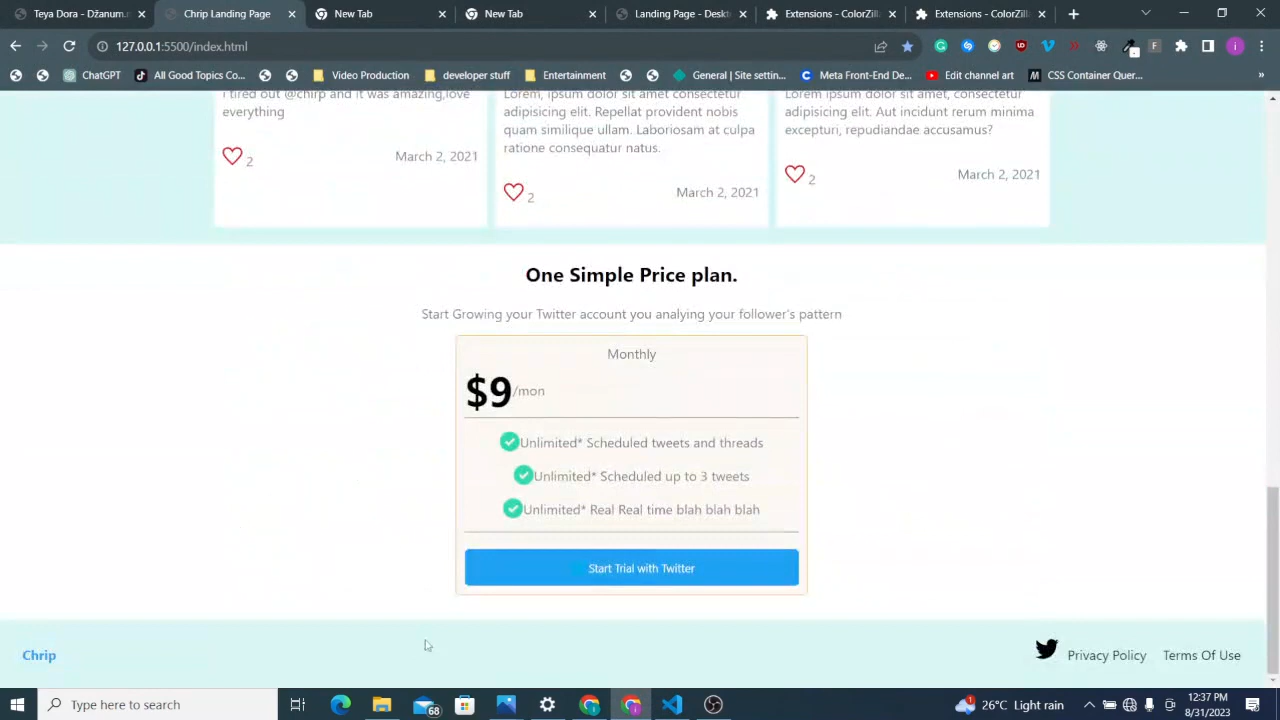 Teya Dora - Džanum.m
Chrip Landing Page
New Tab
New Tab
Landing Page - Deskt
Extensions - ColorZill
Extensions - ColorZill
127.0.0.1:5500/index.html
ChatGPT
All Good Topics Co...
Video Production
developer stuff
Entertainment
General | Site settin...
Meta Front-End De...
Edit channel art
CSS Container Quer...
»
i tired out @chirp and it was amazing,love
everything
2
March 2, 2021
Lorem, ipsum dolor sit amet consectetur
adipisicing elit. Repellat provident nobis
quam similique ullam. Laboriosam at culpa
ratione consequatur natus.
2
March 2, 2021
Lorem ipsum dolor sit amet, consectetur
adipisicing elit. Aut incidunt rerum minima
excepturi, repudiandae accusamus?
2
March 2, 2021
One Simple Price plan.
Start Growing your Twitter account you analying your follower's pattern
Monthly
$9/mon
Unlimited* Scheduled tweets and threads
Unlimited* Scheduled up to 3 tweets
Unlimited* Real Real time blah blah blah
Start Trial with Twitter
Chrip
Privacy Policy
Terms Of Use
Type here to search
68
1
26°C Light rain
12:37 PM
8/31/2023